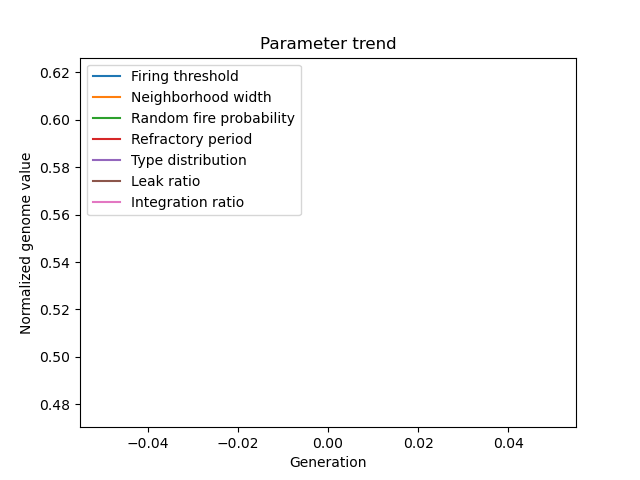 Parameter trend
0.62
0.60
0.58
0.56
0.54
0.52
0.50
0.48
Normalized genome value
Firing threshold
Neighborhood width
Random fire probability
Refractory period
Type distribution
Leak ratio
Integration ratio
−0.04
−0.02
0.00
0.02
0.04
Generation